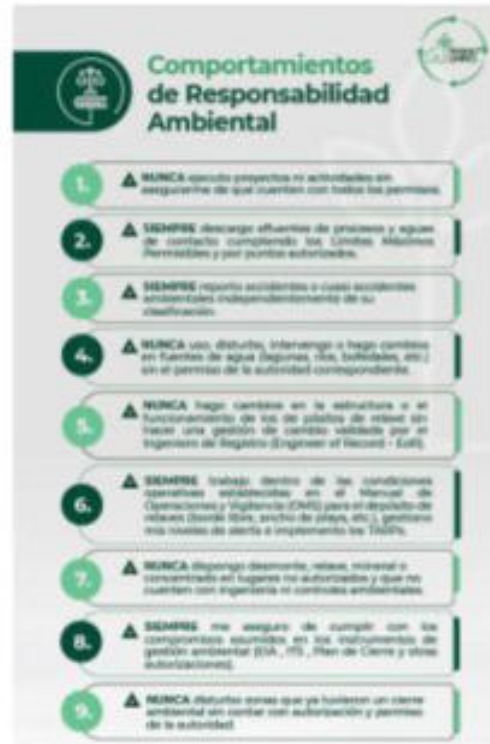 Comportamientos
de Responsabilidad
Ambiental
1. NUNCA ejecuto proyectos ni actividades sin
asegurarme de que cuenten con todos los permisos.
2. SIEMPRE descargo efluentes de procesos y aguas
de contacto cumpliendo los Límites Máximos
Permisibles y por puntos autorizados.
3. SIEMPRE reporto accidentes o cuasi accidentes
ambientales independientemente de su
clasificación.
4. NUNCA uso, disturbo, intervengo o hago cambios
en fuentes de agua (lagunas, ríos, bofedales, etc.)
sin el permiso de la autoridad correspondiente.
5. NUNCA hago cambios en la estructura o el
funcionamiento de los depósitos de relave sin
hacer una gestión de cambio validada por el
Ingeniero de Registro (Engineer of Record - EoR).
6. SIEMPRE trabajo dentro de las condiciones
operativas establecidas en el Manual de
Operaciones y Vigilancia (OMS) para el depósito de
relaves (borde libre, ancho de playa, etc.), gestiono
mis niveles de alerta e implemento los TARPs.
7. NUNCA dispongo desmonte, relave, mineral o
concentrado en lugares no autorizados y que no
cuenten con ingeniería ni controles ambientales.
8. SIEMPRE me aseguro de cumplir con los
compromisos asumidos en los instrumentos de
gestión ambiental (EIA, ITS, Plan de Cierre y otras
autorizaciones).
9. NUNCA disturbo zonas que ya tuvieron un cierre
ambiental sin contar con autorización y permiso
de la autoridad.